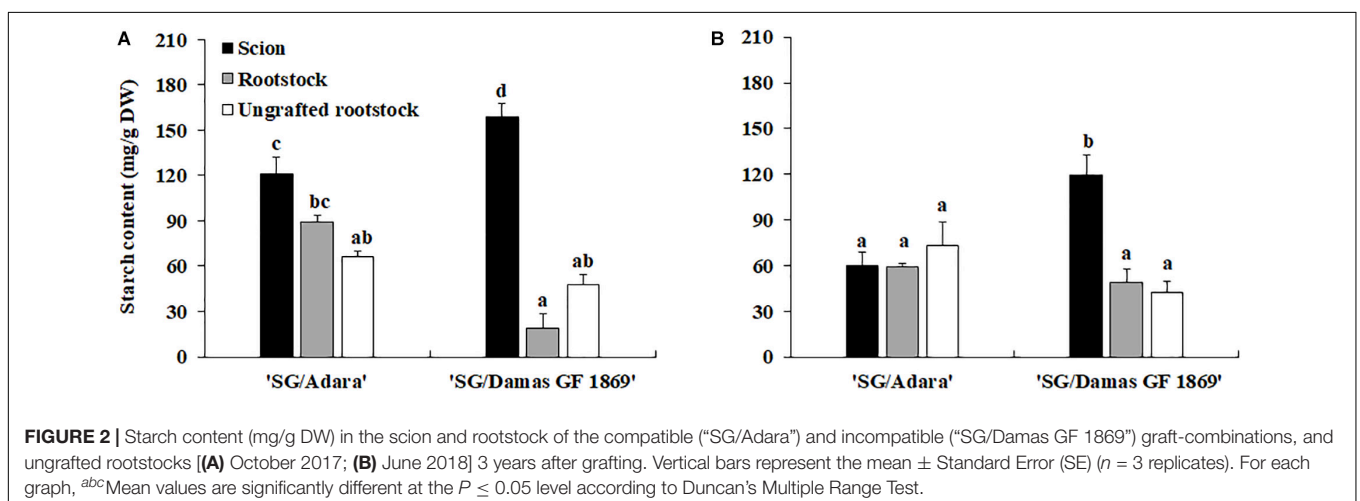 A
210
180
150
120
90
60
30
0
Starch content (mg/g DW)
Scion
Rootstock
Ungrafted rootstock
c
bc
ab
d
a
ab
'SG/Adara'
'SG/Damas GF 1869'
B
210
180
150
120
90
60
30
0
a
a
a
b
a
a
'SG/Adara'
'SG/Damas GF 1869'
FIGURE 2 | Starch content (mg/g DW) in the scion and rootstock of the compatible (“SG/Adara”) and incompatible (“SG/Damas GF 1869”) graft-combinations, and
ungrafted rootstocks [(A) October 2017; (B) June 2018] 3 years after grafting. Vertical bars represent the mean ± Standard Error (SE) (n = 3 replicates). For each
graph, abcMean values are significantly different at the P ≤ 0.05 level according to Duncan’s Multiple Range Test.